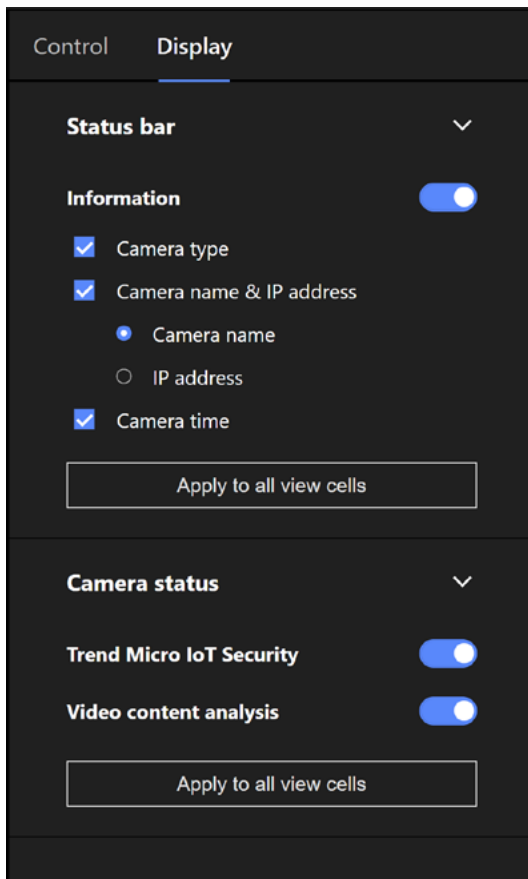 Control Display
Status bar
Information
Camera type
Camera name & IP address
Camera name
IP address
Camera time
Apply to all view cells
Camera status
Trend Micro IoT Security
Video content analysis
Apply to all view cells